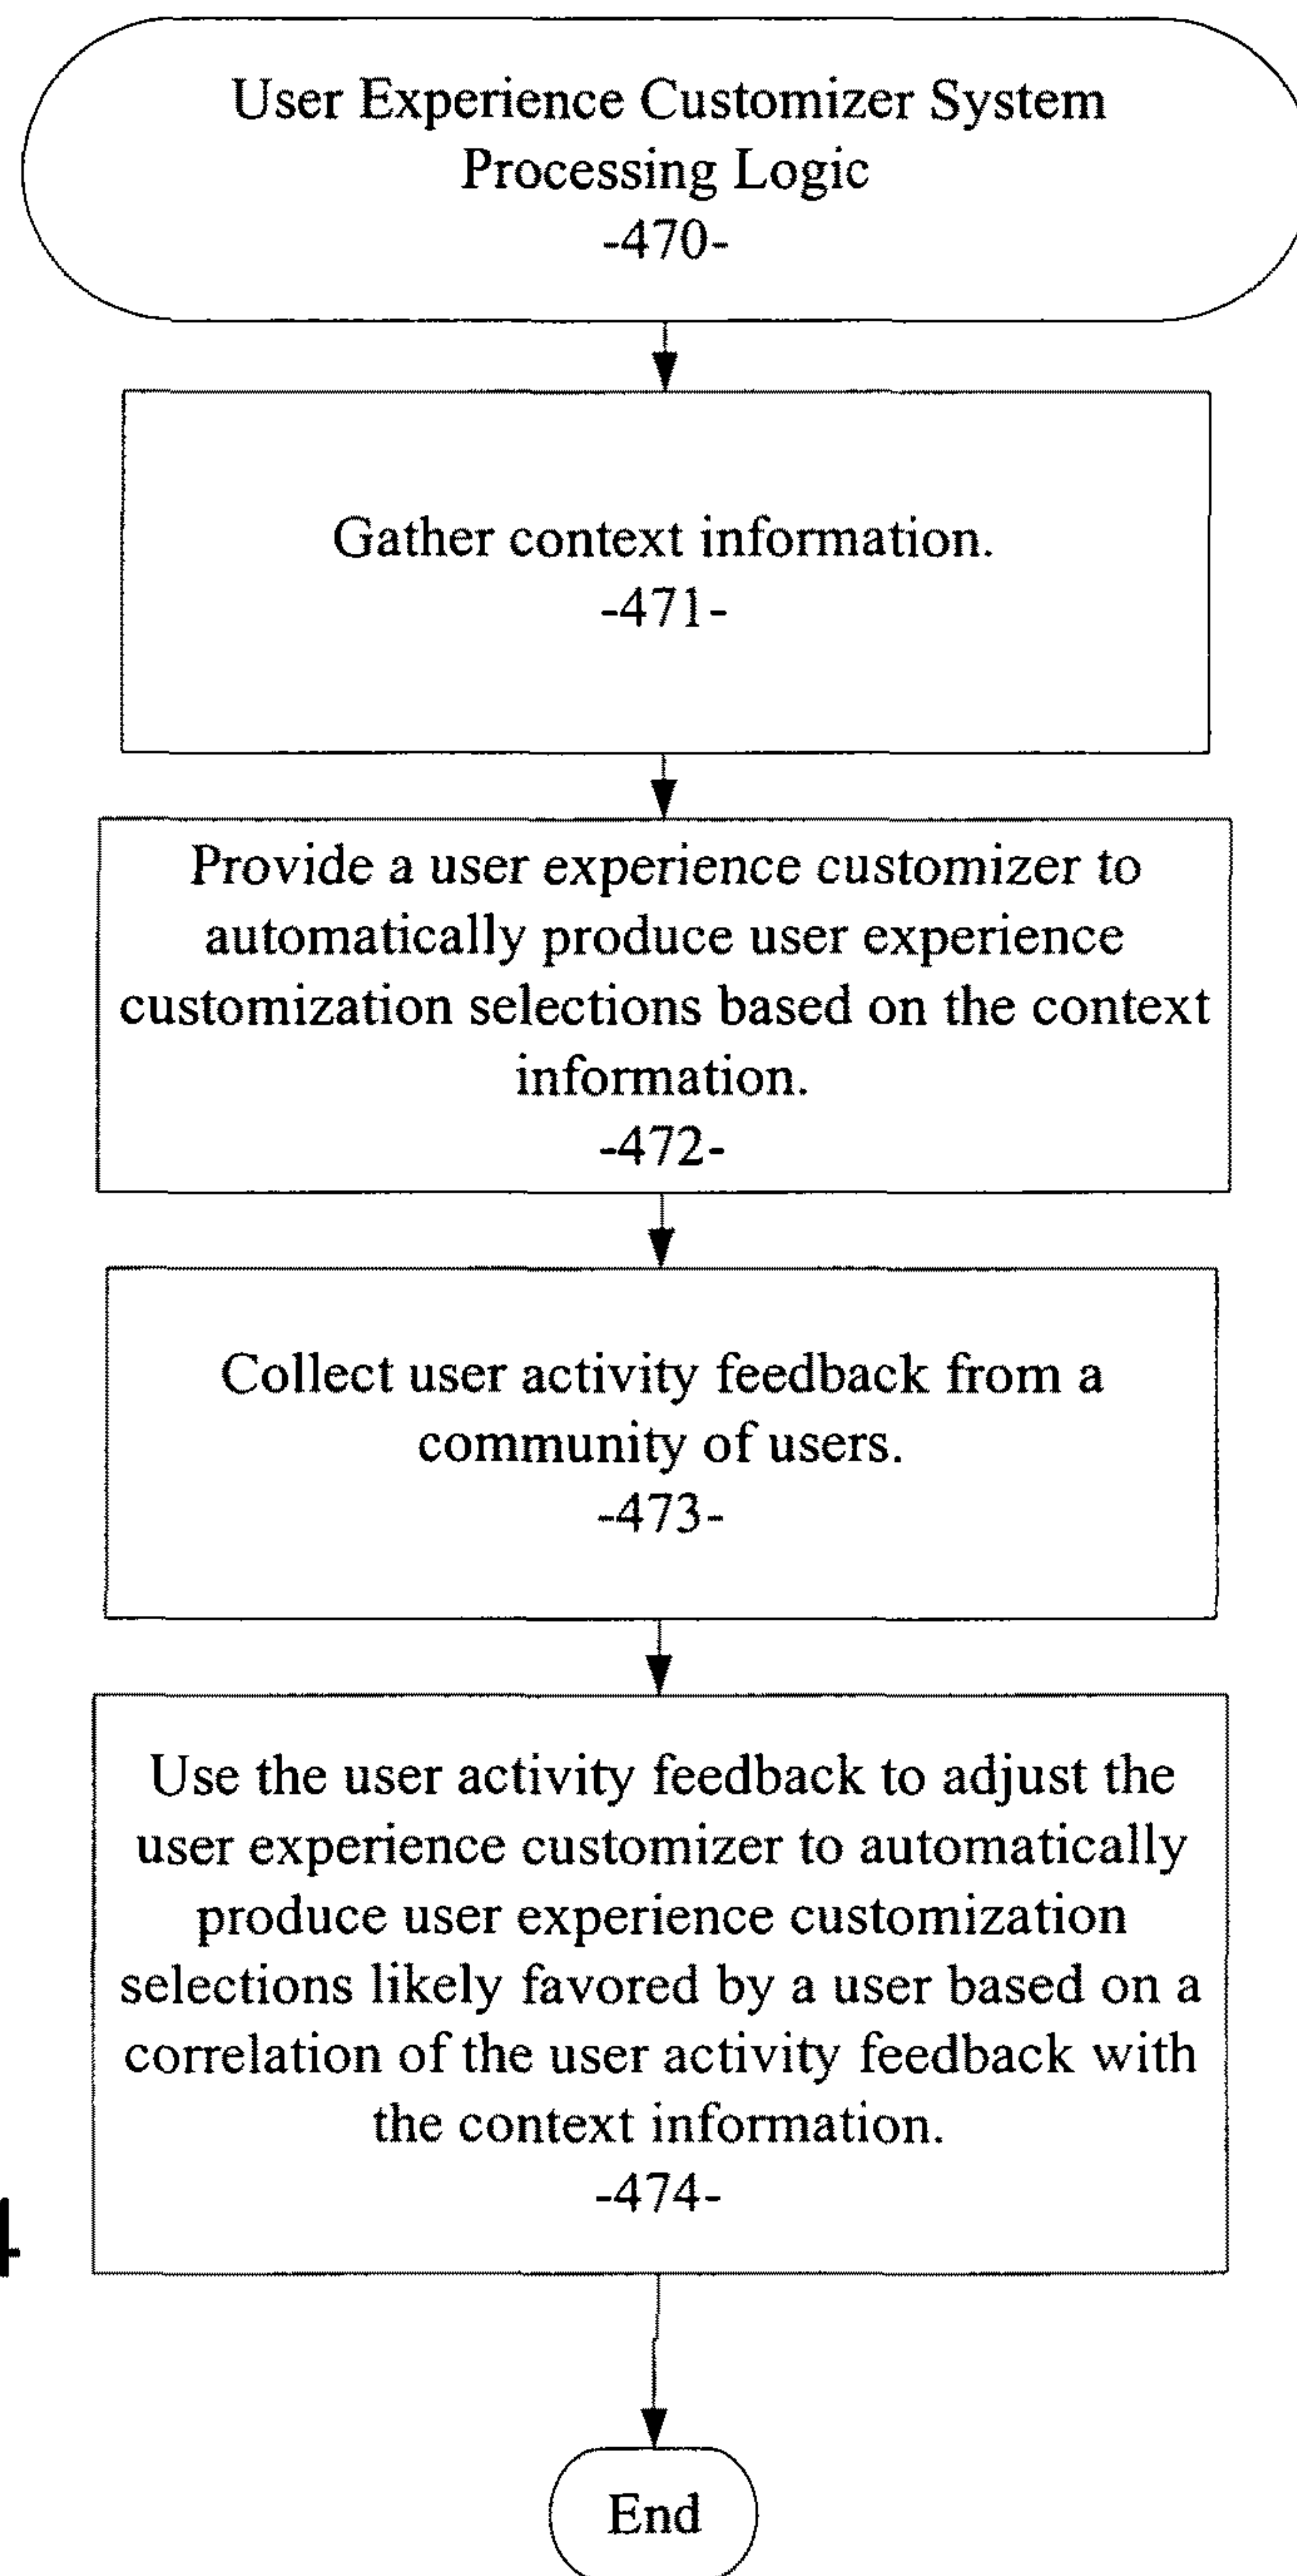 User Experience Customizer System
Processing Logic
-470-
Gather context information.
-471-
Provide a user experience customizer to
automatically produce user experience
customization selections based on the context
information.
-472-
Collect user activity feedback from a
community of users.
-473-
Use the user activity feedback to adjust the
user experience customizer to automatically
produce user experience customization
selections likely favored by a user based on a
correlation of the user activity feedback with
the context information.
-474-
End